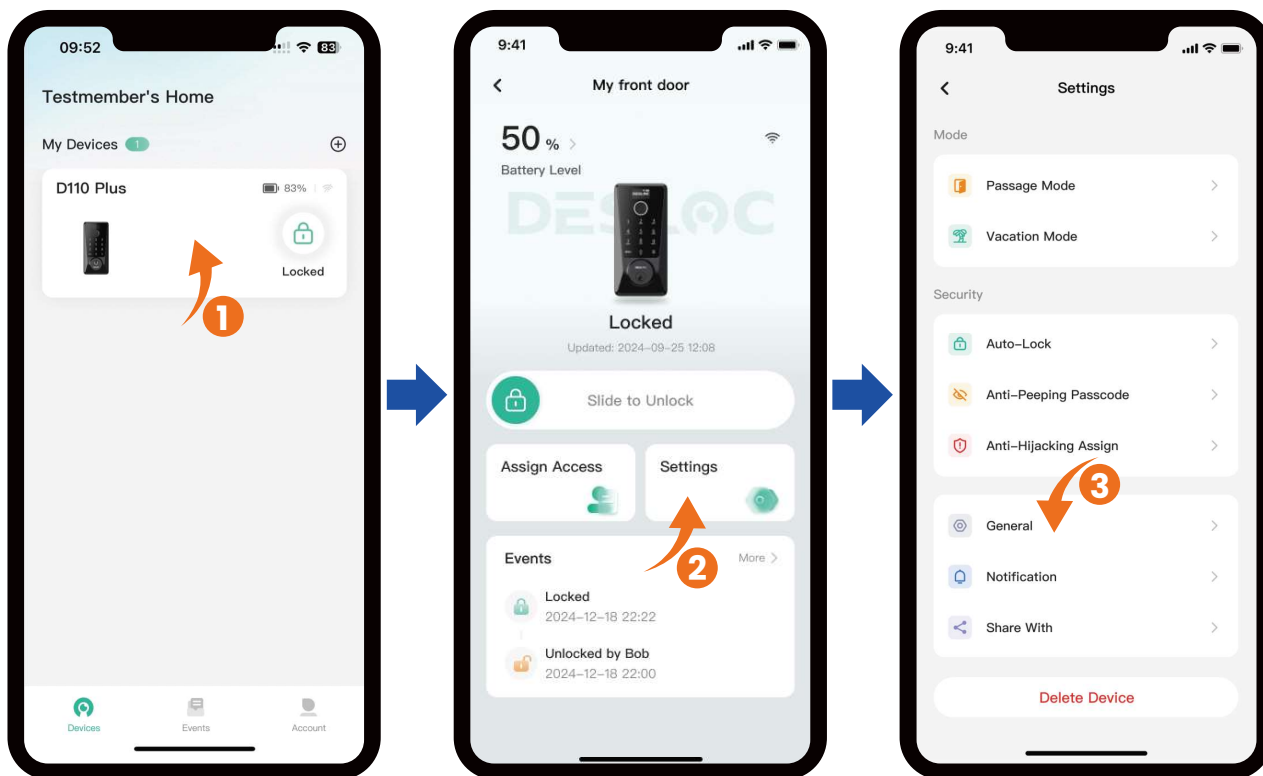 09:52
83
Testmember's Home
My Devices 1
D110 Plus
83%
Locked
1
Devices
Events
Account
9:41
My front door
50 %
Battery Level
DESLOC
Locked
Updated: 2024-09-25 12:08
Slide to Unlock
Assign Access
Settings
2
Events
More
Locked
2024-12-18 22:22
Unlocked by Bob
2024-12-18 22:00
9:41
Settings
Mode
Passage Mode
Vacation Mode
Security
Auto-Lock
Anti-Peeping Passcode
Anti-Hijacking Assign
3
General
Notification
Share With
Delete Device